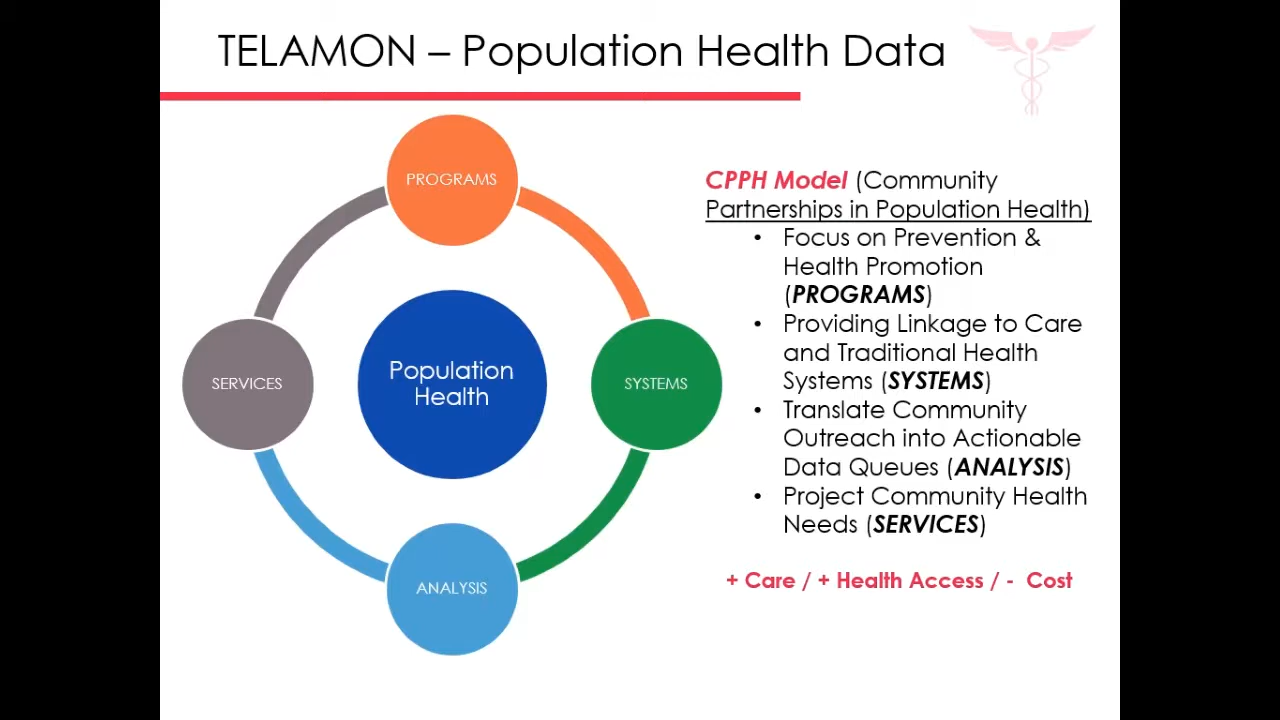 TELAMON – Population Health Data
PROGRAMS
SERVICES
Population
Health
SYSTEMS
ANALYSIS
CPPH Model (Community
Partnerships in Population Health)
• Focus on Prevention &
Health Promotion
(PROGRAMS)
• Providing Linkage to Care
and Traditional Health
Systems (SYSTEMS)
• Translate Community
Outreach into Actionable
Data Queues (ANALYSIS)
• Project Community Health
Needs (SERVICES)
+ Care / + Health Access / - Cost